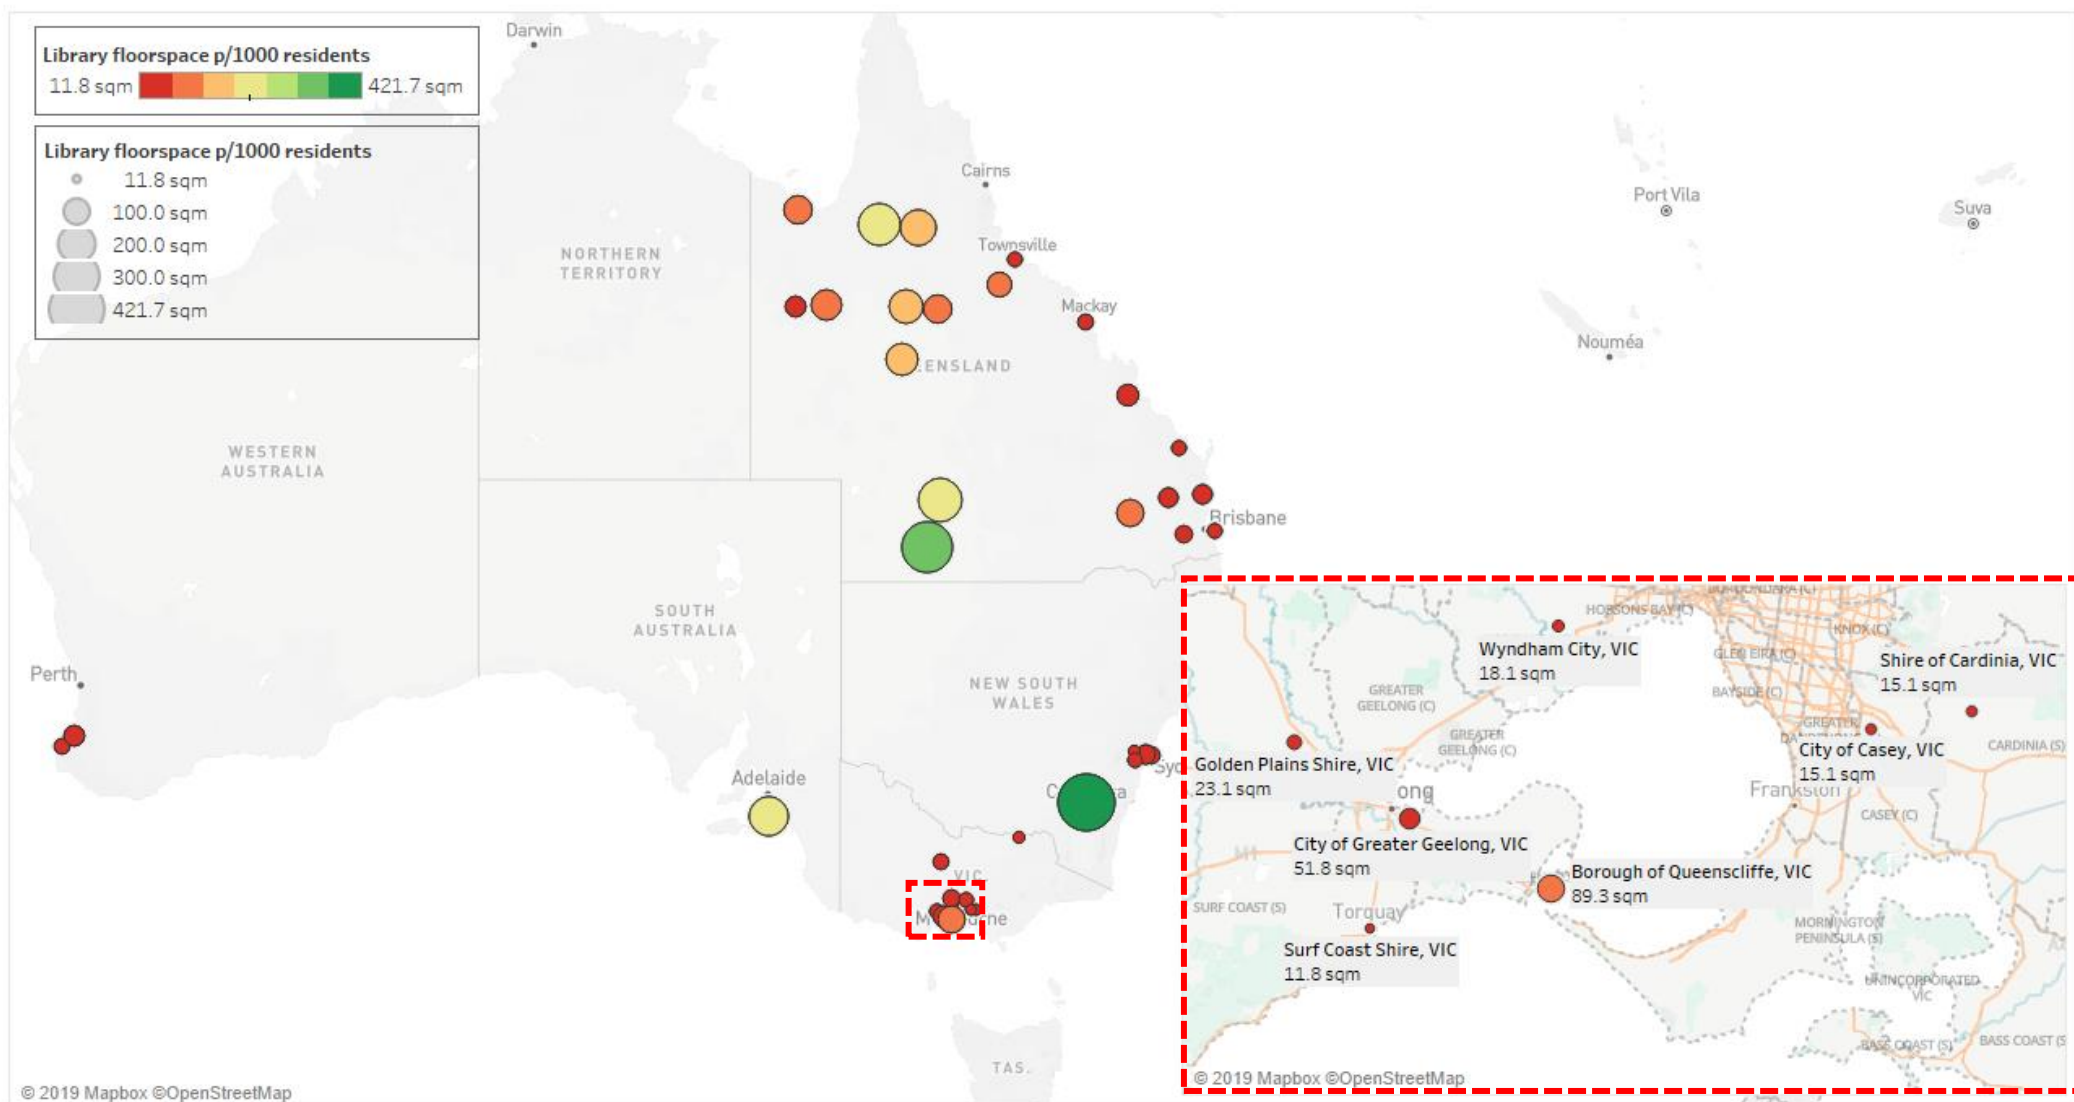 Library floorspace p/1000 residents
11.8 sqm
421.7 sqm
Library floorspace p/1000 residents
11.8 sqm
100.0 sqm
200.0 sqm
300.0 sqm
421.7 sqm
Darwin
Cairns
Port Vila
Suva
NORTHERN
TERRITORY
Townsville
Mackay
Nouméa
ENSLAND
WESTERN
AUSTRALIA
Brisbane
SOUTH
AUSTRALIA
Perth
NEW SOUTH
WALES
Adelaide
Syd
VIC.
TAS.
HOBSONS BAY (C)
KNOX (C)
Wyndham City, VIC
18.1 sqm
GLEN EIRA (C)
Shire of Cardinia, VIC
15.1 sqm
GREATER
GEELONG (C)
BAYSIDE (C)
GREATER
GREATER
GEELONG (C)
City of Casey, VIC
15.1 sqm
CARDINIA (S)
Golden Plains Shire, VIC
23.1 sqm
ong
Frankston
CASEY (C)
City of Greater Geelong, VIC
51.8 sqm
M1
Borough of Queenscliffe, VIC
89.3 sqm
SURF COAST (S)
Torquay
MORNINGTON
PENINSULA (S)
Surf Coast Shire, VIC
11.8 sqm
UNINCORPORATED
VIC
BASS COAST (S)
BASS COAST (S
© 2019 Mapbox ©OpenStreetMap
© 2019 Mapbox ©OpenStreetMap